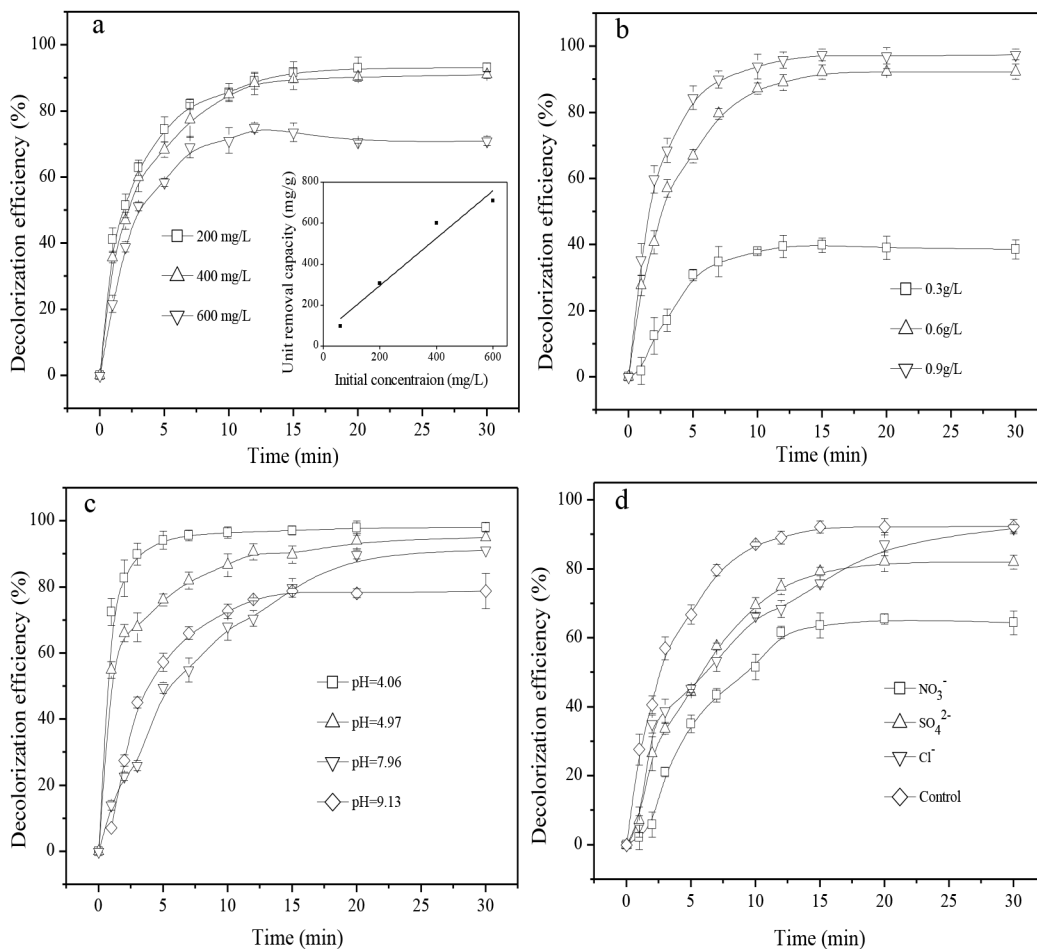 a
100
80
60
40
20
0
Decolorization efficiency (%)
200 mg/L
400 mg/L
600 mg/L
800
600
400
200
0
Unit removal capacity (mg/g)
0 200 400 600
Initial concentraion (mg/L)
0 5 10 15 20 25 30
Time (min)
b
100
80
60
40
20
0
Decolorization efficiency (%)
0.3g/L
0.6g/L
0.9g/L
0 5 10 15 20 25 30
Time (min)
c
100
80
60
40
20
0
Decolorization efficiency (%)
pH=4.06
pH=4.97
pH=7.96
pH=9.13
0 5 10 15 20 25 30
Time (min)
d
100
80
60
40
20
0
Decolorization efficiency (%)
NO₃⁻
SO₄²⁻
Cl⁻
Control
0 5 10 15 20 25 30
Time (min)